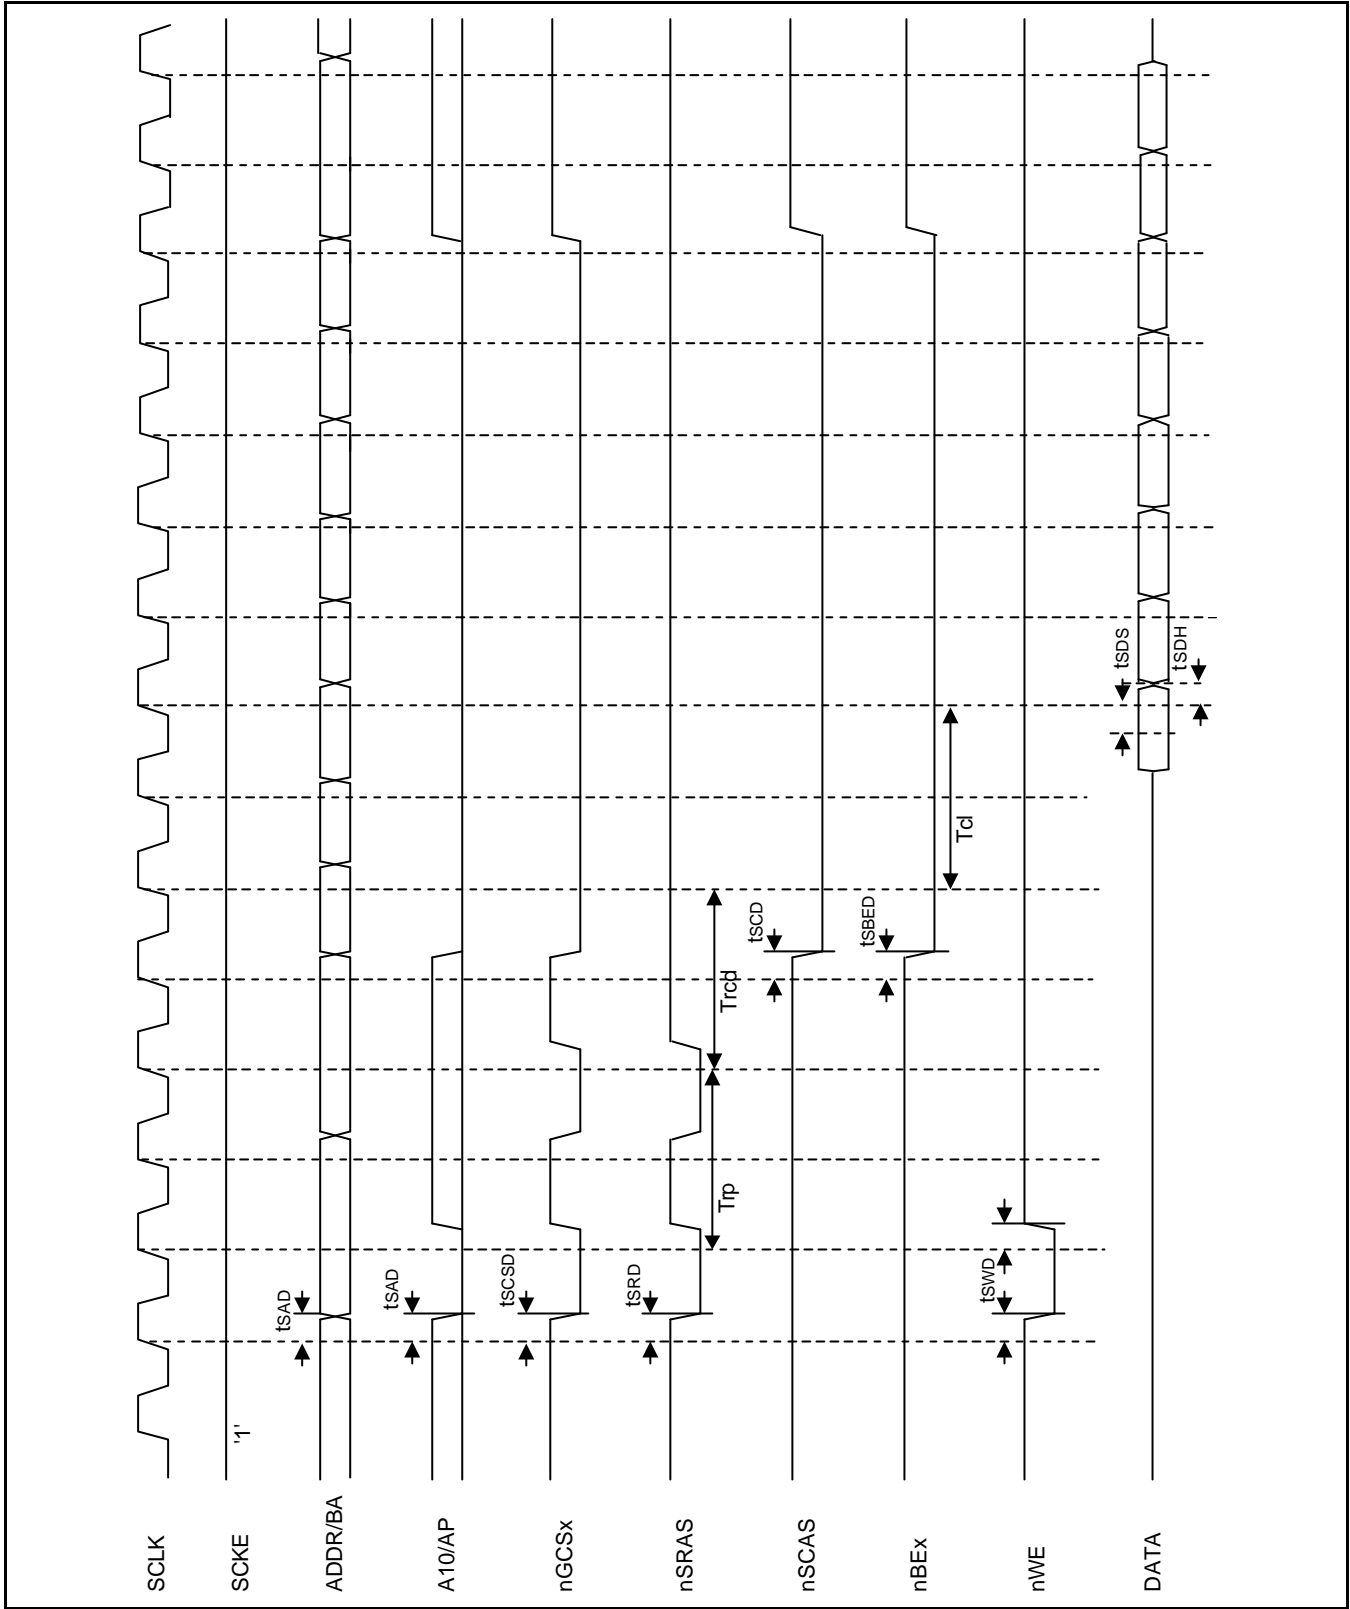 SCLK
SCKE
'1'
ADDR/BA
tSAD
A10/AP
tSAD
nGCSx
tSCSD
nSRAS
tSRD
Trp
Trcd
nSCAS
tSCD
nBEx
tSBED
Tcl
nWE
tSWD
DATA
tSDS
tSDH